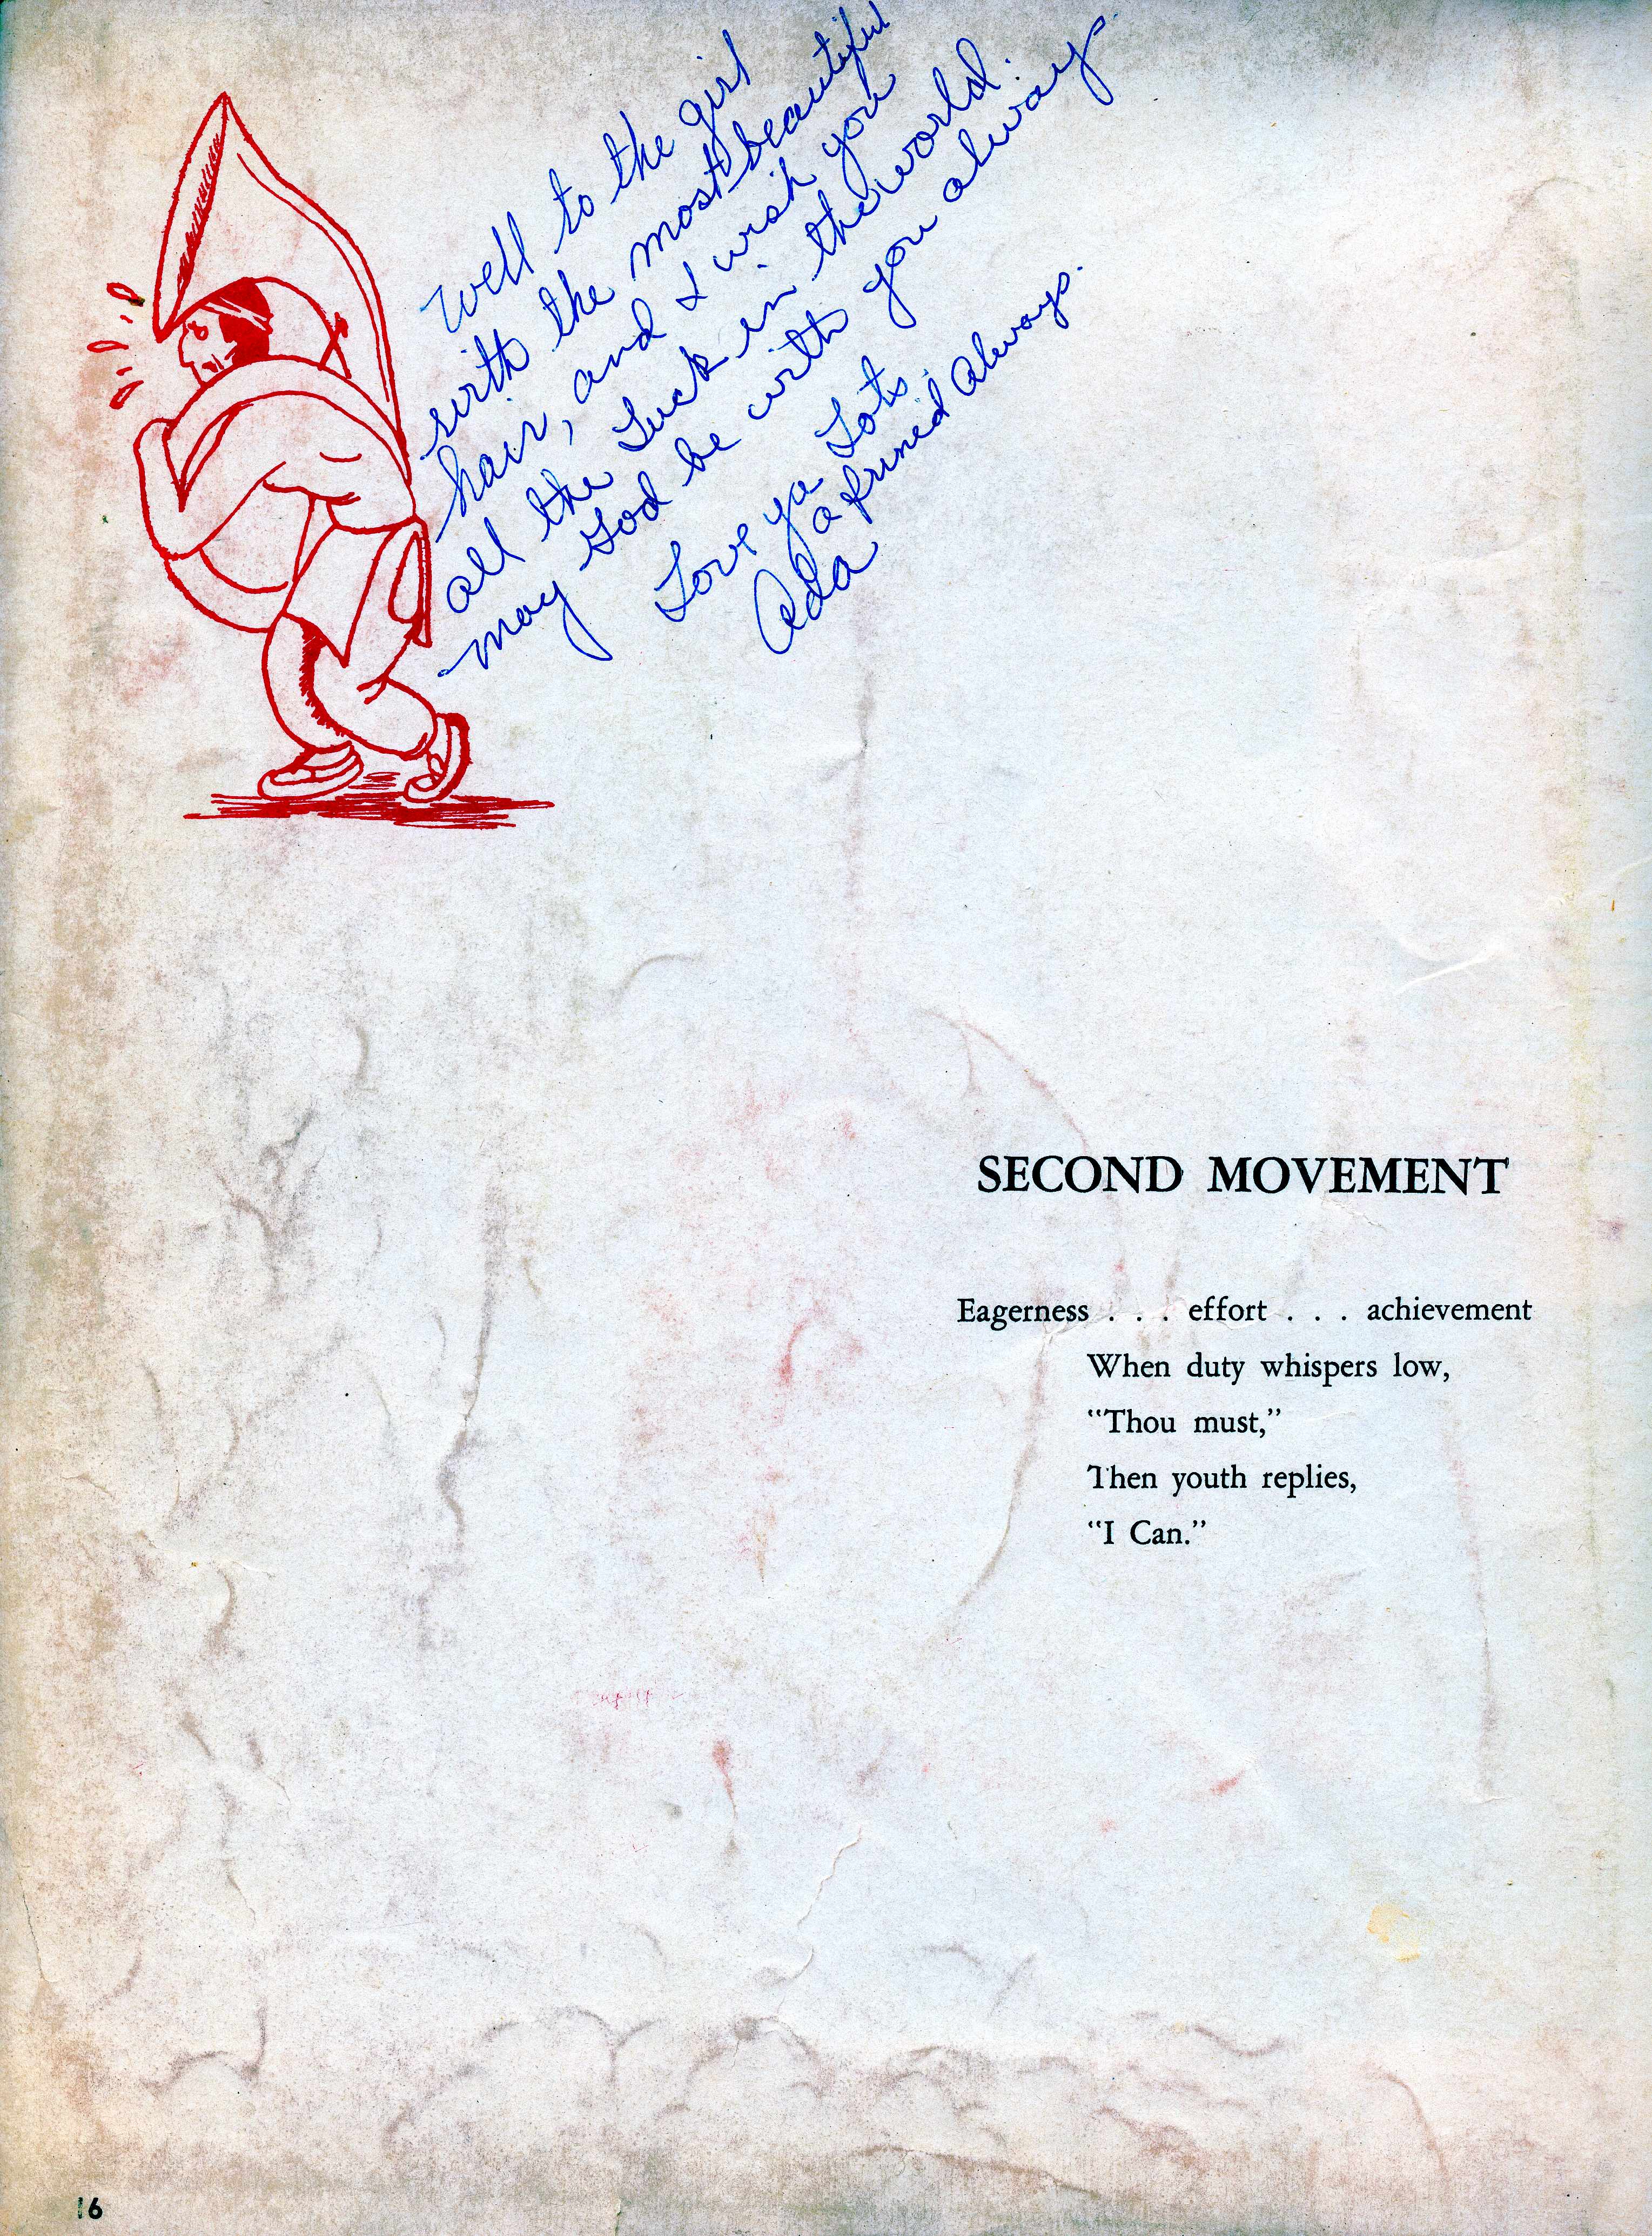 Well to the girl
with the most beautiful
hair, and I wish you
all the Luck in the world.
may God be with you always.
Love ya Lots.
a friend always.
Ada
SECOND MOVEMENT
Eagerness . . . effort . . . achievement
When duty whispers low,
"Thou must,"
Then youth replies,
"I Can."
16